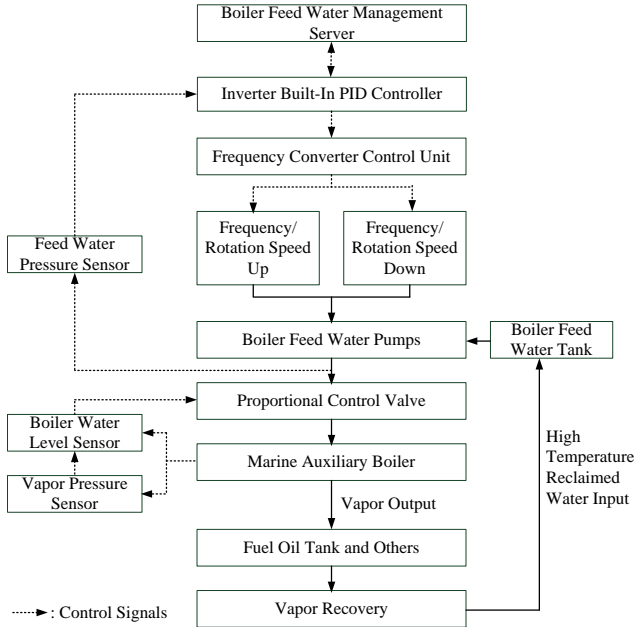 Boiler Feed Water Management
Server
Inverter Built-In PID Controller
Frequency Converter Control Unit
Frequency/
Rotation Speed
Up
Frequency/
Rotation Speed
Down
Feed Water
Pressure Sensor
Boiler Feed Water Pumps
Boiler Feed
Water Tank
Proportional Control Valve
Boiler Water
Level Sensor
Marine Auxiliary Boiler
Vapor Pressure
Sensor
High
Temperature
Reclaimed
Water Input
Vapor Output
Fuel Oil Tank and Others
Vapor Recovery
: Control Signals